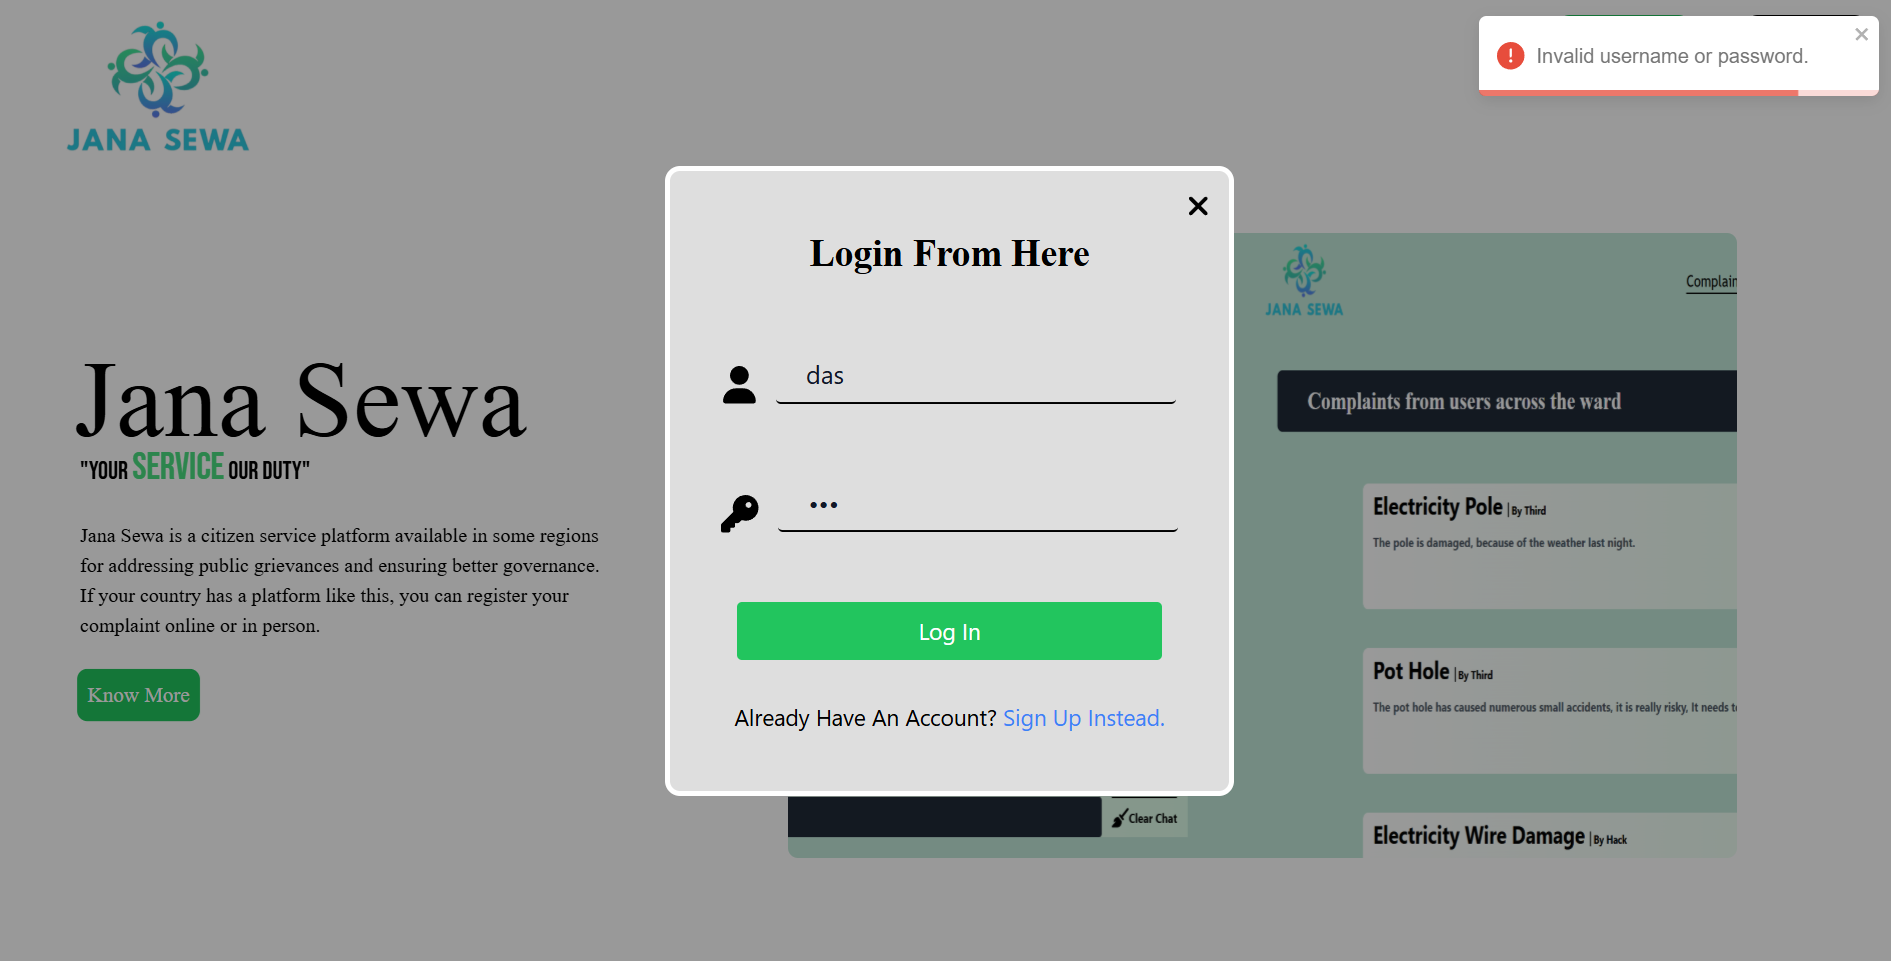 JANA SEWA
Invalid username or password.
Login From Here
das
Log In
Already Have An Account? Sign Up Instead.
Jana Sewa
"YOUR SERVICE OUR DUTY"
Jana Sewa is a citizen service platform available in some regions
for addressing public grievances and ensuring better governance.
If your country has a platform like this, you can register your
complaint online or in person.
Know More
JANA SEWA
Complaints from users across the ward
Electricity Pole | By Third
The pole is damaged, because of the weather last night.
Pot Hole | By Third
The pot hole has caused numerous small accidents, it is really risky, It needs
Electricity Wire Damage | By Hack
Clear Chat